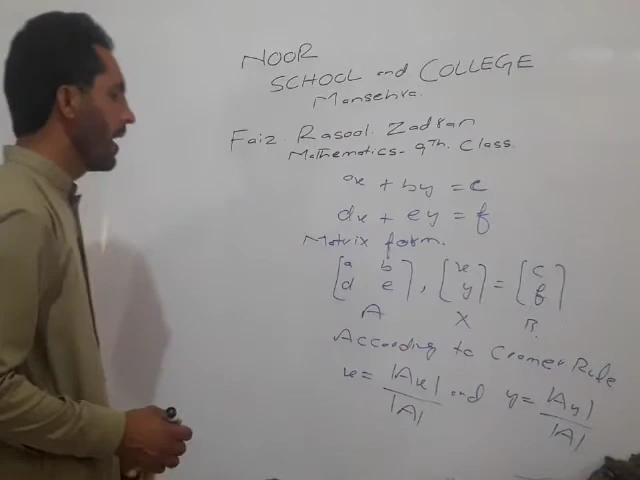 NOOR
SCHOOL and COLLEGE
Mansehra.
Faiz Rasool Zadran
Mathematics- 9Th. Class.
ax + by = c
dx + ey = f
Matrix form.
[a b
d e] , [x
y] = [c
f]
A X B.
According to Cramer Rule
x = |Ax| / |A| and y = |Ay| / |A|